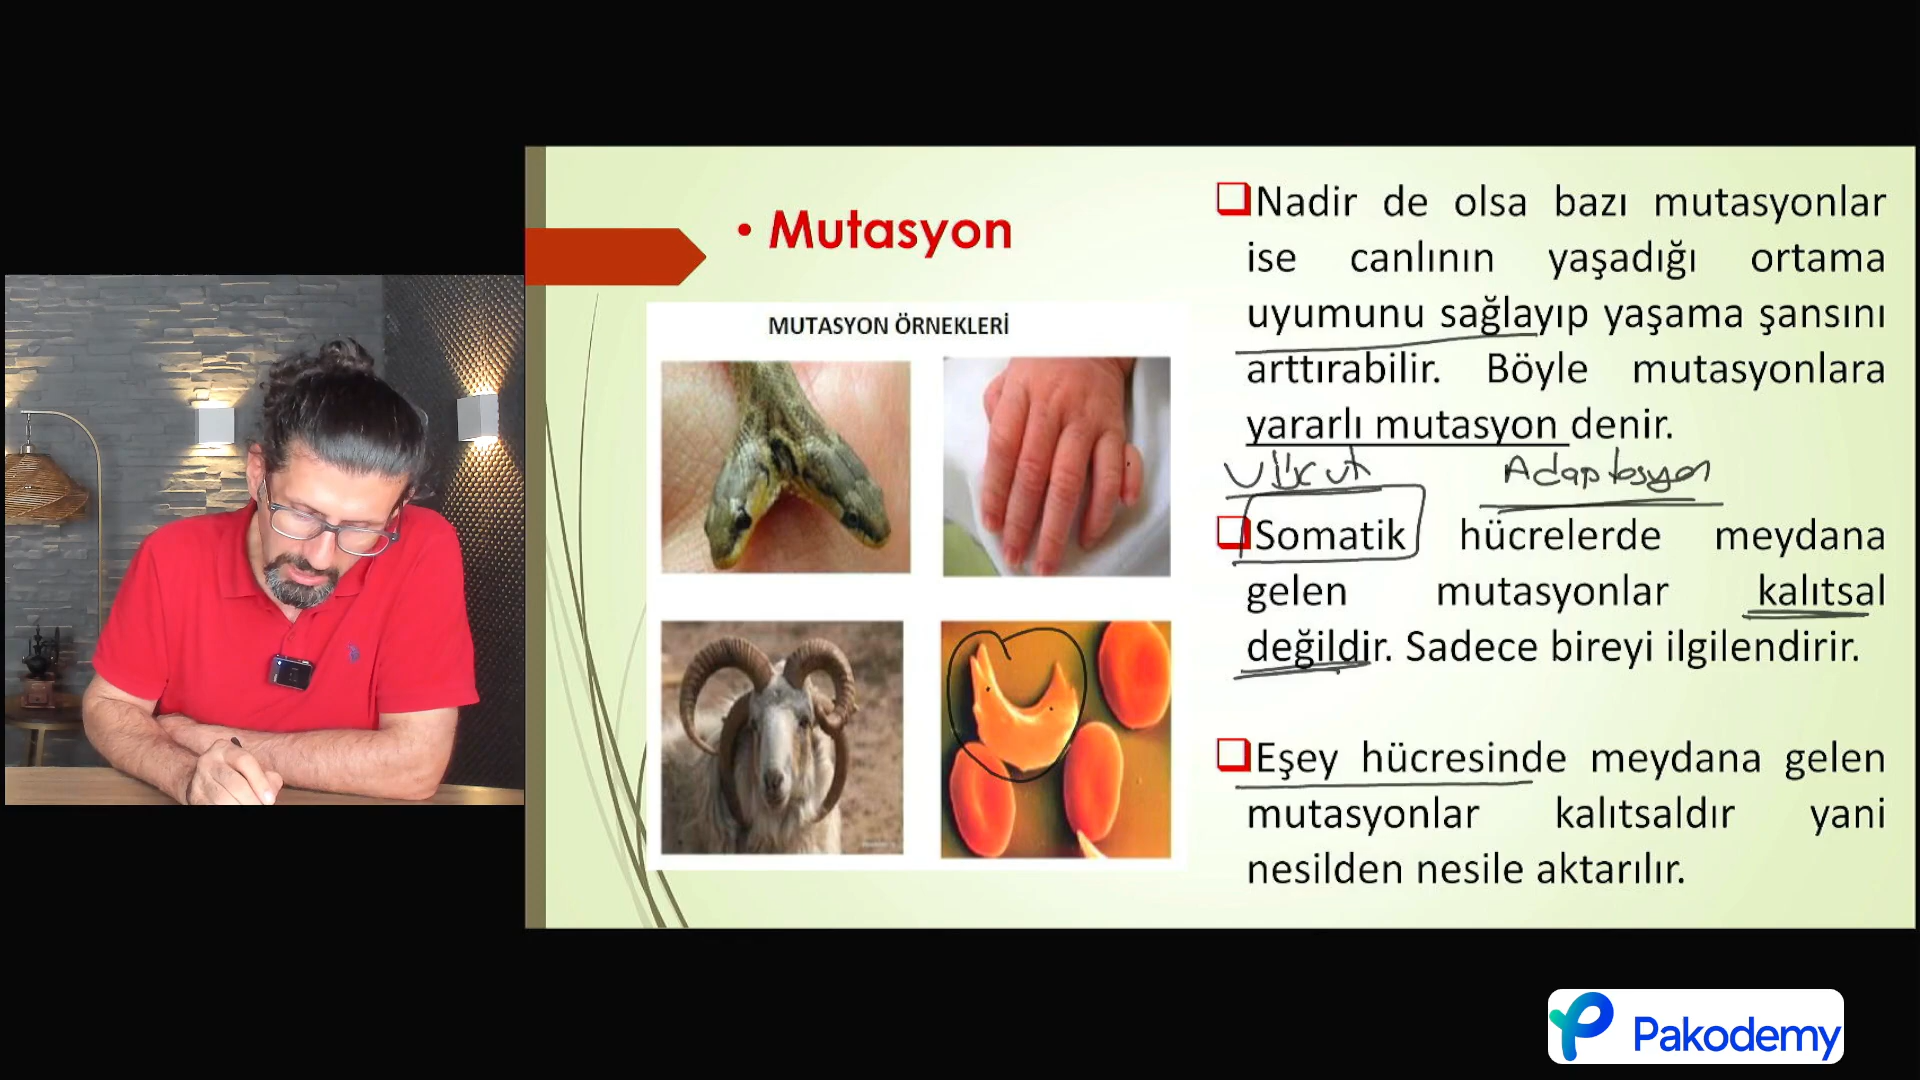 • Mutasyon
MUTASYON ÖRNEKLERİ
Nadir de olsa bazı mutasyonlar
ise canlının yaşadığı ortama
uyumunu sağlayıp yaşama şansını
arttırabilir. Böyle mutasyonlara
yararlı mutasyon denir.
Vücut Adaptasyon
Somatik hücrelerde meydana
gelen mutasyonlar kalıtsal
değildir. Sadece bireyi ilgilendirir.
Eşey hücresinde meydana gelen
mutasyonlar kalıtsaldır yani
nesilden nesile aktarılır.
Pakodemy